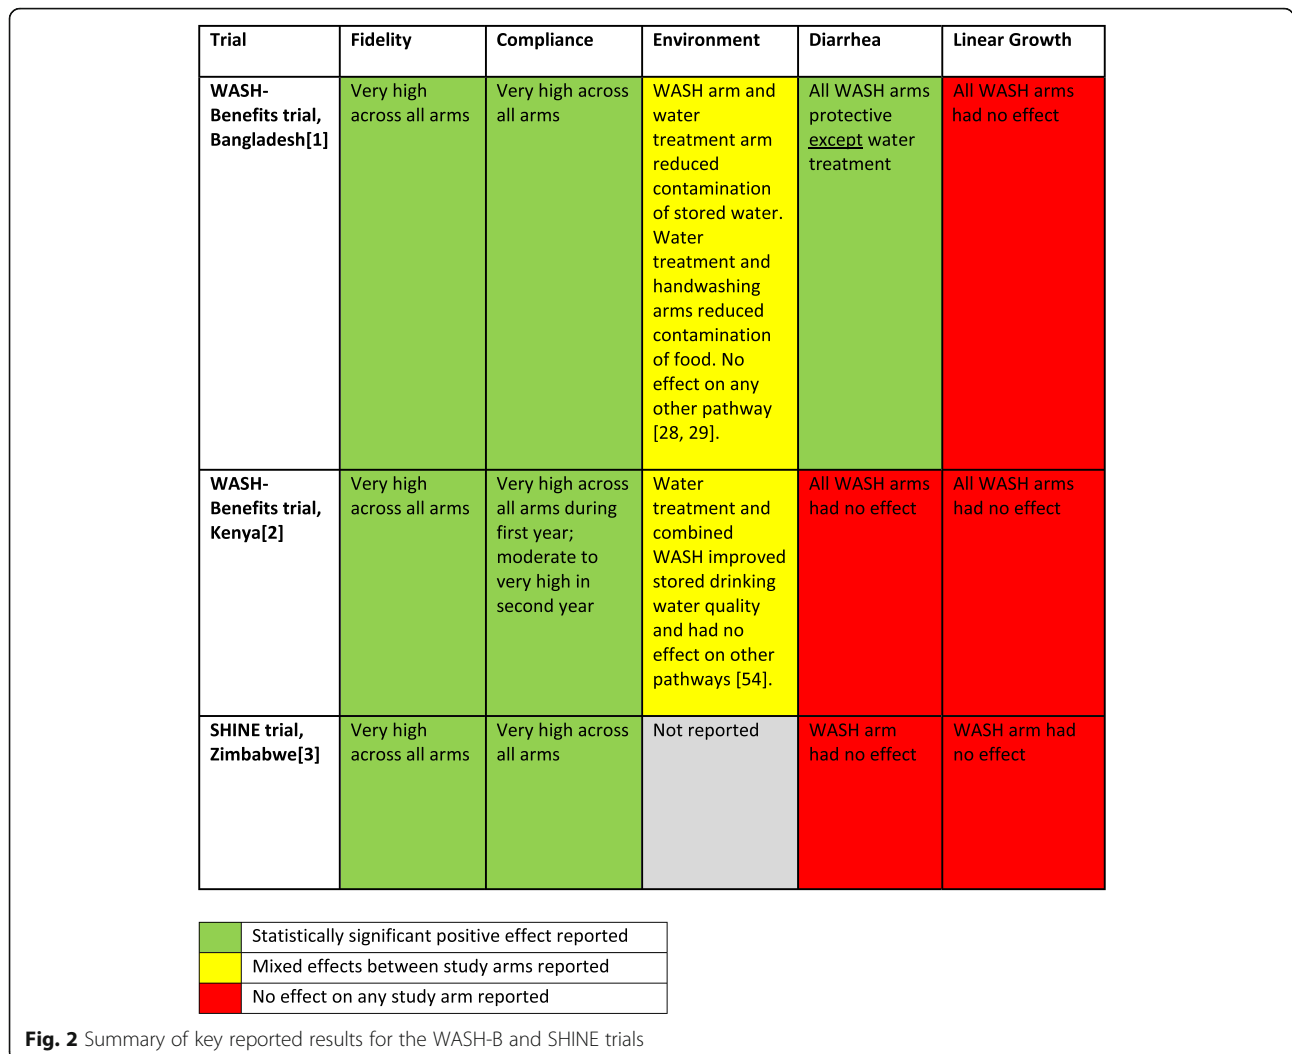 Trial Fidelity Compliance Environment Diarrhea Linear Growth
WASH-
Benefits trial,
Bangladesh[1]
Very high
across all arms
Very high across
all arms
WASH arm and
water
treatment arm
reduced
contamination
of stored water.
Water
treatment and
handwashing
arms reduced
contamination
of food. No
effect on any
other pathway
[28, 29].
All WASH arms
protective
except water
treatment
All WASH arms
had no effect
WASH-
Benefits trial,
Kenya[2]
Very high
across all arms
Very high across
all arms during
first year;
moderate to
very high in
second year
Water
treatment and
combined
WASH improved
stored drinking
water quality
and had no
effect on other
pathways [54].
All WASH arms
had no effect
All WASH arms
had no effect
SHINE trial,
Zimbabwe[3]
Very high
across all arms
Very high across
all arms
Not reported
WASH arm
had no effect
WASH arm had
no effect
Statistically significant positive effect reported
Mixed effects between study arms reported
No effect on any study arm reported
Fig. 2 Summary of key reported results for the WASH-B and SHINE trials